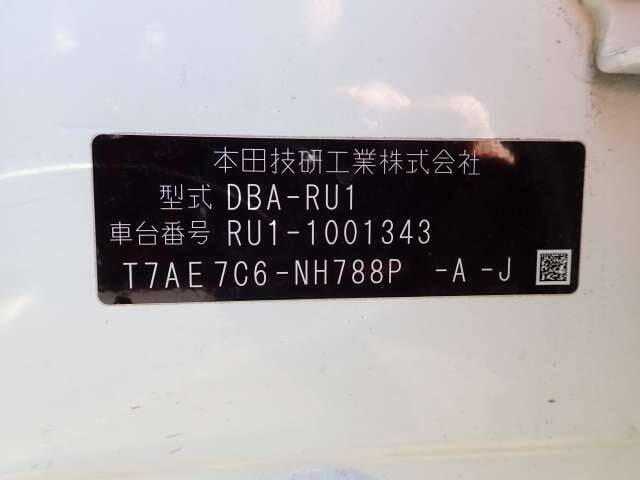 本田技研工業株式会社
型式 DBA-RU1
車台番号 RU1-1001343
T7AE7C6-NH788P -A-J